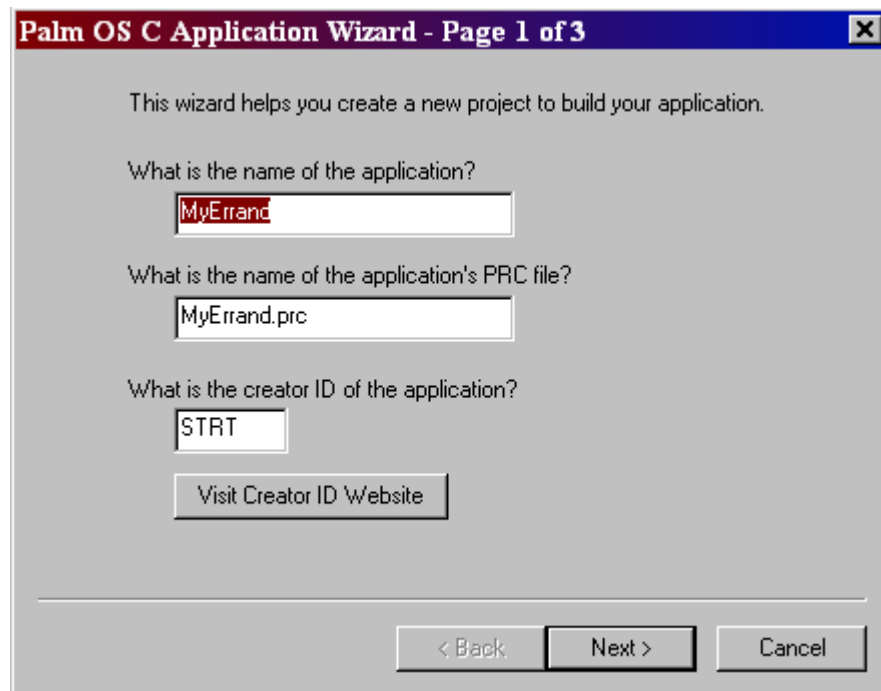 Palm OS C Application Wizard - Page 1 of 3
This wizard helps you create a new project to build your application.
What is the name of the application?
MyErrand
What is the name of the application's PRC file?
MyErrand.prc
What is the creator ID of the application?
STRT
Visit Creator ID Website
< Back Next > Cancel